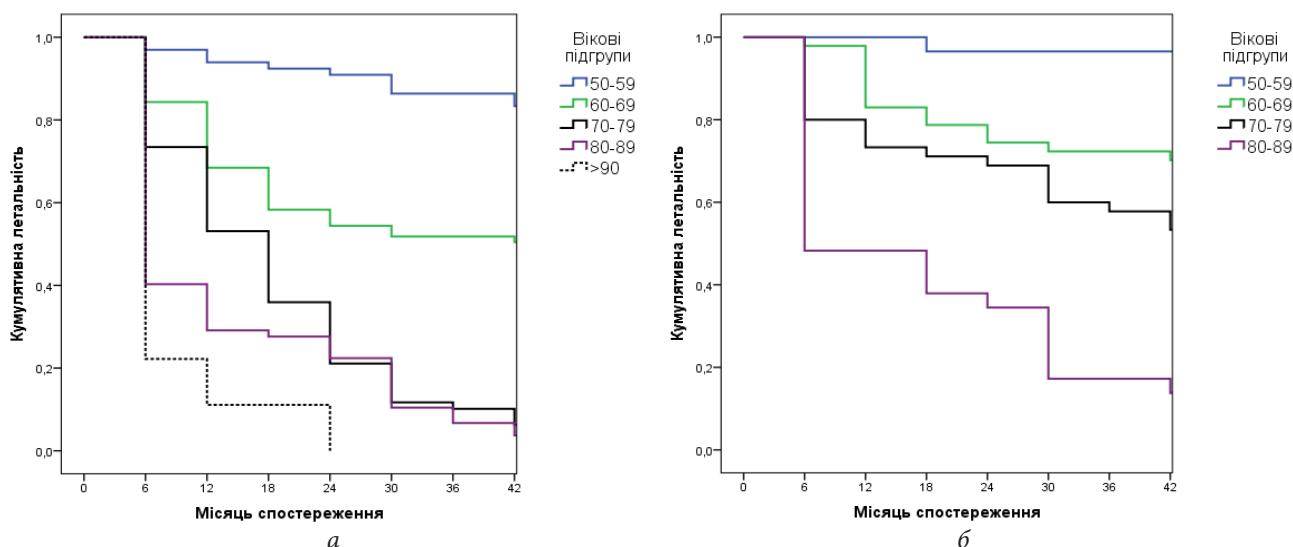 Кумулятивна летальність
1,0
0,8
0,6
0,4
0,2
0,0
0 6 12 18 24 30 36 42
Місяць спостереження
Вікові
підгрупи
50-59
60-69
70-79
80-89
>90
а
Кумулятивна летальність
1,0
0,8
0,6
0,4
0,2
0,0
0 6 12 18 24 30 36 42
Місяць спостереження
Вікові
підгрупи
50-59
60-69
70-79
80-89
б